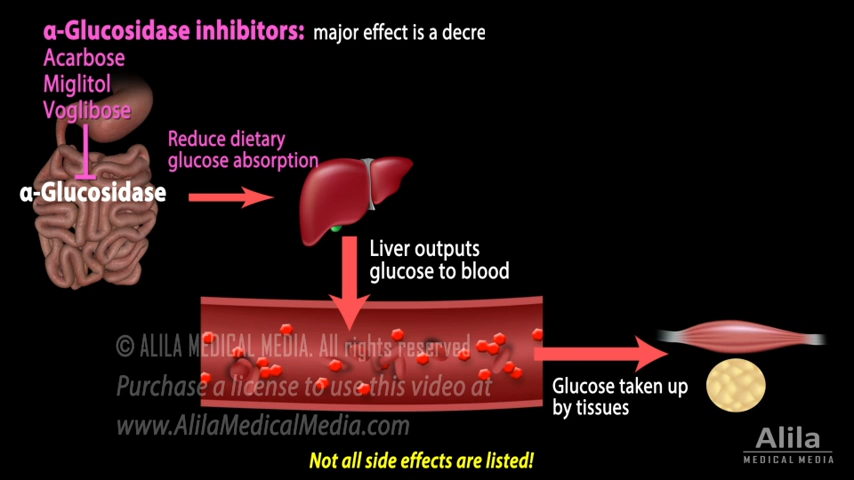 α-Glucosidase inhibitors: major effect is a decre
Acarbose
Miglitol
Voglibose
Reduce dietary
glucose absorption
α-Glucosidase
Liver outputs
glucose to blood
© ALILA MEDICAL MEDIA. All rights reserved
Purchase a license to use this video at
www.AlilaMedicalMedia.com
Glucose taken up
by tissues
Alila
MEDICAL MEDIA
Not all side effects are listed!